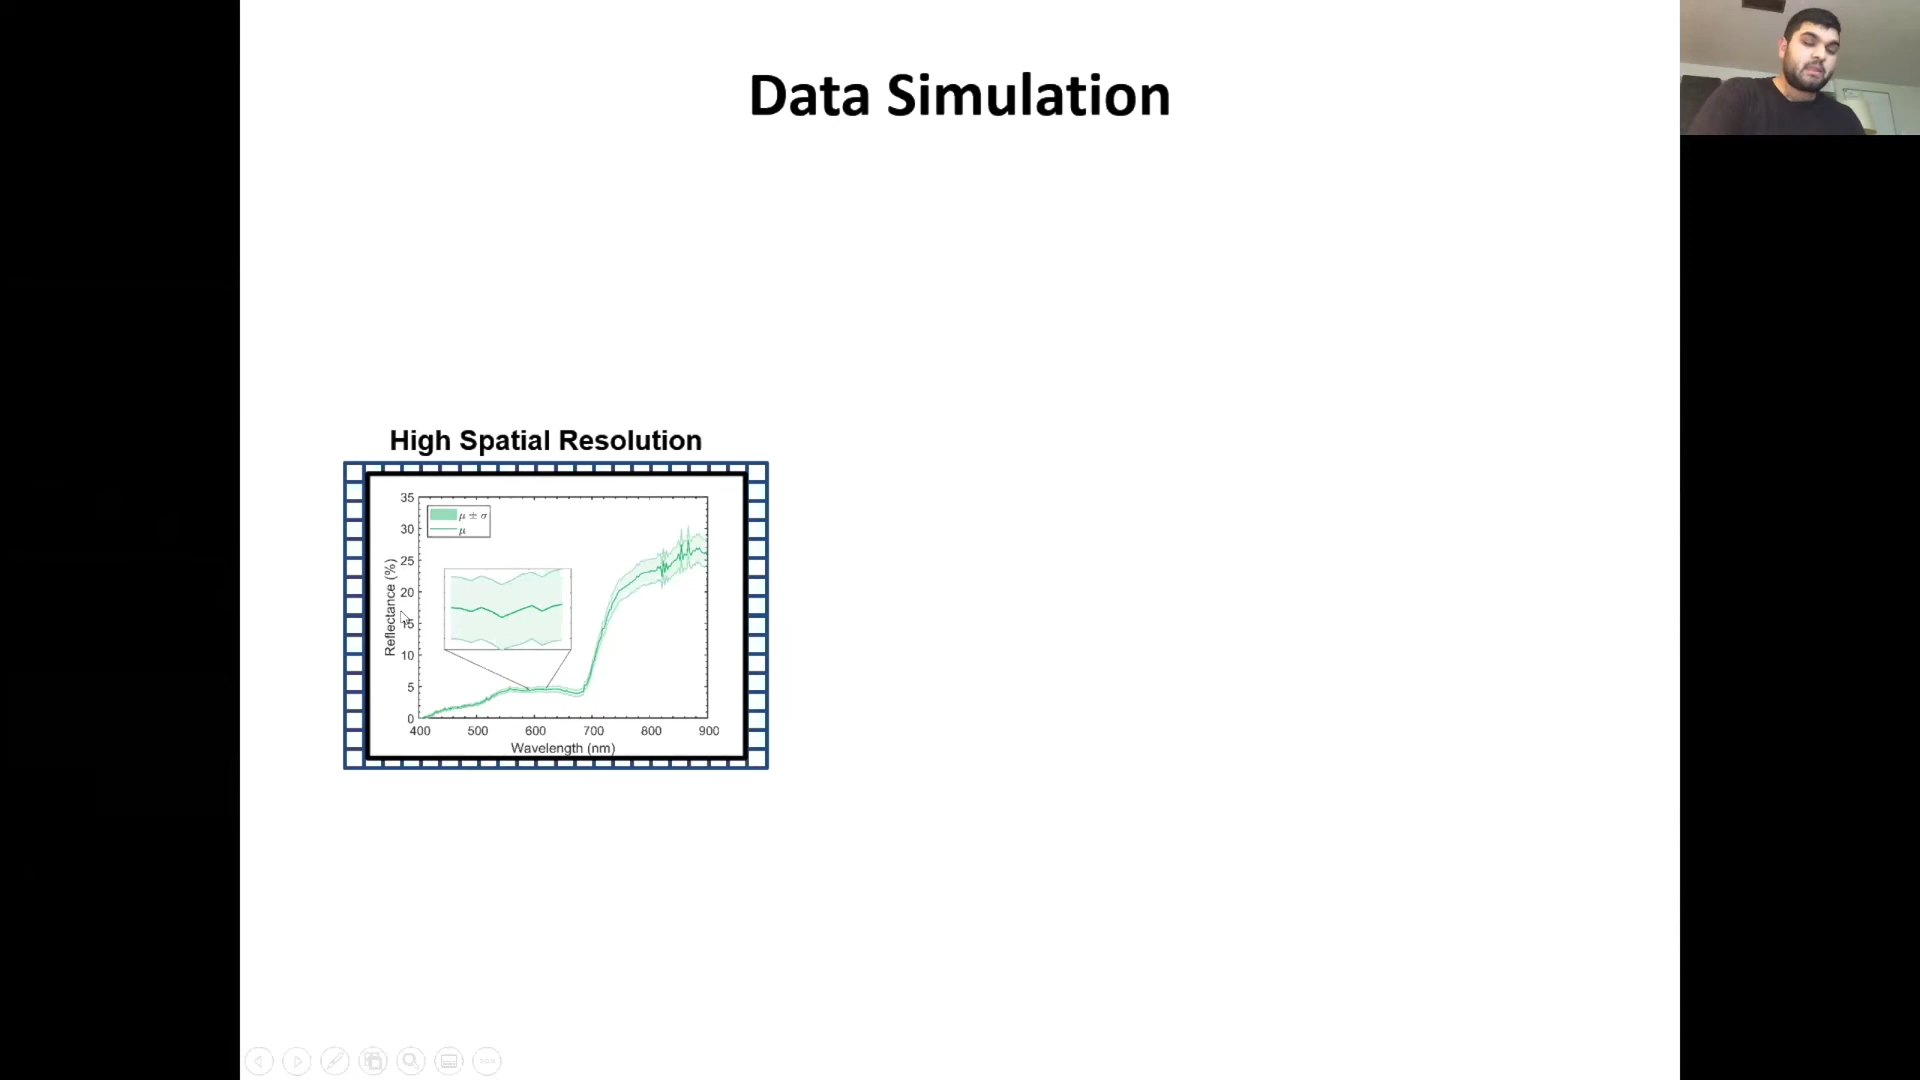 Data Simulation
High Spatial Resolution
35
30
25
20
15
10
5
0
Reflectance (%)
μ ± σ
μ
400 500 600 700 800 900
Wavelength (nm)